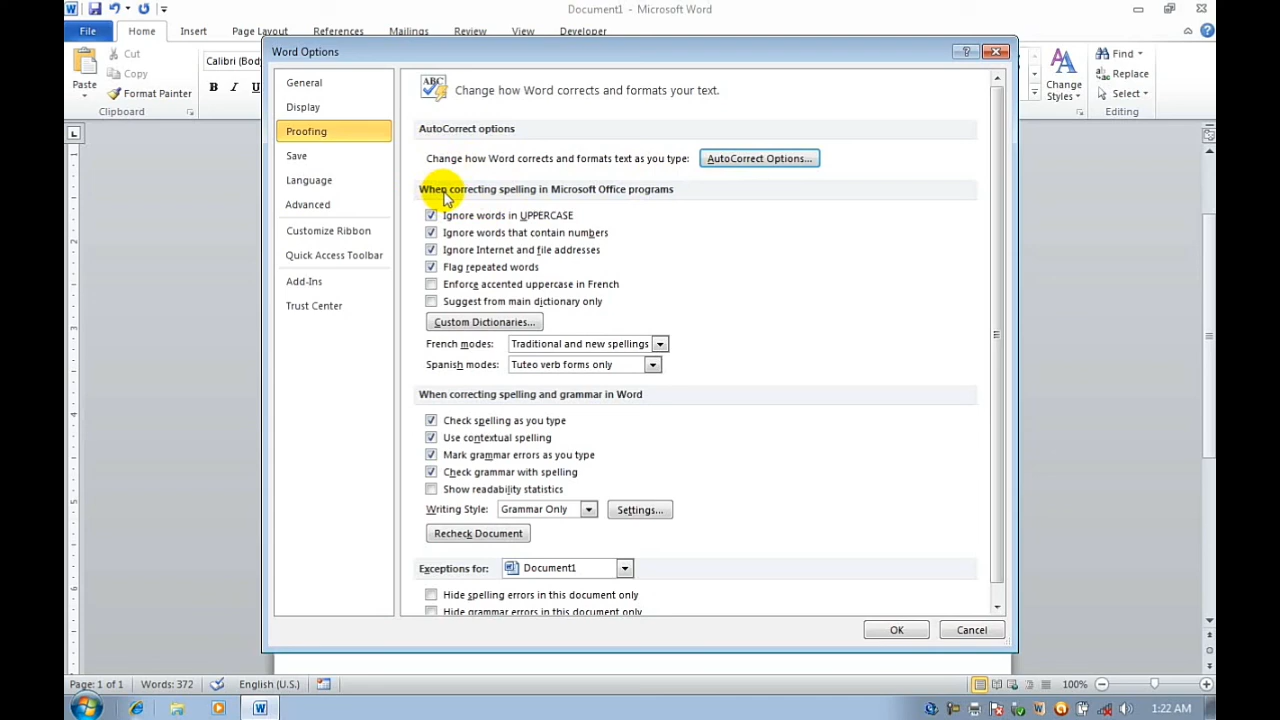 Document1 - Microsoft Word
File Home Insert Page Layout References Mailings Review View Developer
Word Options
Cut
Copy
Paste
Format Painter
Clipboard
Calibri (Body
B I U
Change Styles
Find
Replace
Select
Editing
General
Display
Proofing
Save
Language
Advanced
Customize Ribbon
Quick Access Toolbar
Add-Ins
Trust Center
ABC
Change how Word corrects and formats your text.
AutoCorrect options
Change how Word corrects and formats text as you type: AutoCorrect Options...
When correcting spelling in Microsoft Office programs
Ignore words in UPPERCASE
Ignore words that contain numbers
Ignore Internet and file addresses
Flag repeated words
Enforce accented uppercase in French
Suggest from main dictionary only
Custom Dictionaries...
French modes: Traditional and new spellings
Spanish modes: Tuteo verb forms only
When correcting spelling and grammar in Word
Check spelling as you type
Use contextual spelling
Mark grammar errors as you type
Check grammar with spelling
Show readability statistics
Writing Style: Grammar Only Settings...
Recheck Document
Exceptions for: Document1
Hide spelling errors in this document only
Hide grammar errors in this document only
OK Cancel
Page: 1 of 1 Words: 372 English (U.S.) 100%
1:22 AM